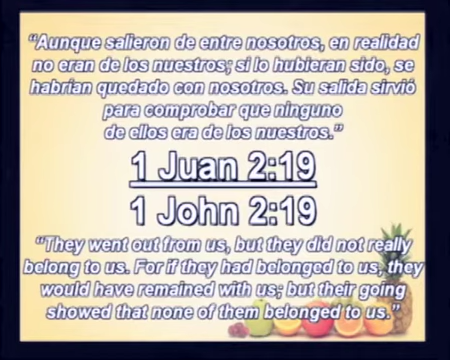 “Aunque salieron de entre nosotros, en realidad
no eran de los nuestros; si lo hubieran sido, se
habrían quedado con nosotros. Su salida sirvió
para comprobar que ninguno
de ellos era de los nuestros.”
1 Juan 2:19
1 John 2:19
“They went out from us, but they did not really
belong to us. For if they had belonged to us, they
would have remained with us; but their going
showed that none of them belonged to us.”